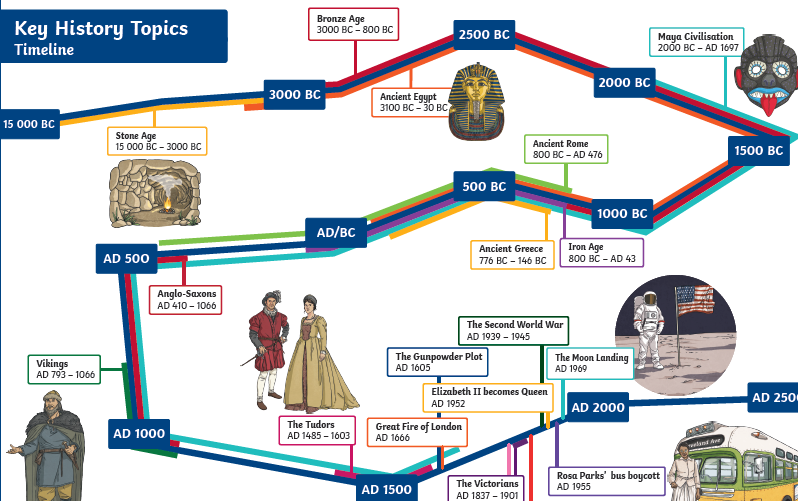 Key History Topics
Timeline
Bronze Age
3000 BC – 800 BC
2500 BC
Maya Civilisation
2000 BC – AD 1697
15 000 BC
3000 BC
Ancient Egypt
3100 BC – 30 BC
2000 BC
Stone Age
15 000 BC – 3000 BC
1500 BC
Ancient Rome
800 BC – AD 476
500 BC
1000 BC
AD/BC
Ancient Greece
776 BC – 146 BC
Iron Age
800 BC – AD 43
AD 500
Anglo-Saxons
AD 410 – 1066
The Second World War
AD 1939 – 1945
The Gunpowder Plot
AD 1605
The Moon Landing
AD 1969
Vikings
AD 793 – 1066
Elizabeth II becomes Queen
AD 1952
AD 2000
AD 250
The Tudors
AD 1485 – 1603
Great Fire of London
AD 1666
AD 1000
AD 1500
The Victorians
AD 1837 – 1901
Rosa Parks' bus boycott
AD 1955
Ave